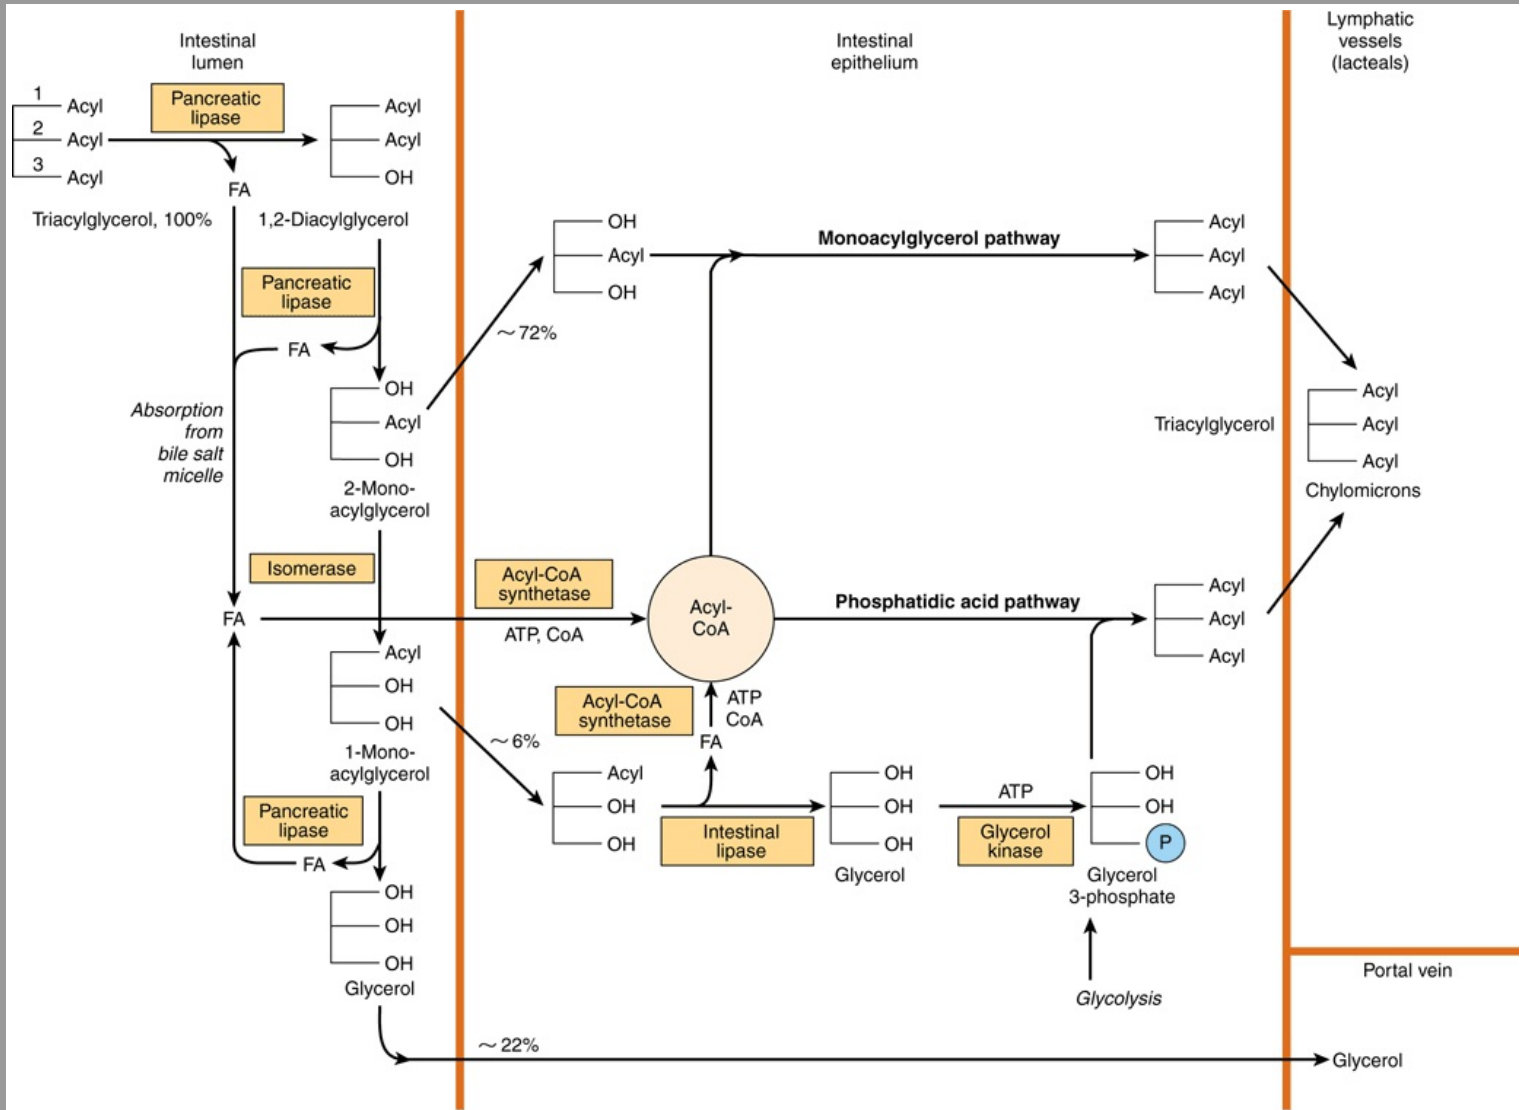 Intestinal
lumen
Intestinal
epithelium
Lymphatic
vessels
(lacteals)
1
Acyl
2
Acyl
3
Acyl
Pancreatic
lipase
FA
Acyl
Acyl
OH
Triacylglycerol, 100%
1,2-Diacylglycerol
Pancreatic
lipase
FA
OH
Acyl
OH
2-Mono-
acylglycerol
Absorption
from
bile salt
micelle
~72%
OH
Acyl
OH
Monoacylglycerol pathway
Acyl
Acyl
Acyl
Triacylglycerol
Acyl
Acyl
Acyl
Chylomicrons
Isomerase
FA
Acyl-CoA
synthetase
ATP, CoA
Acyl-
CoA
Phosphatidic acid pathway
Acyl
Acyl
Acyl
Acyl
OH
OH
1-Mono-
acylglycerol
~6%
Acyl-CoA
synthetase
ATP
CoA
FA
Acyl
OH
OH
Intestinal
lipase
OH
OH
OH
Glycerol
ATP
Glycerol
kinase
OH
OH
P
Glycerol
3-phosphate
Glycolysis
Pancreatic
lipase
FA
OH
OH
OH
Glycerol
~22%
Portal vein
Glycerol